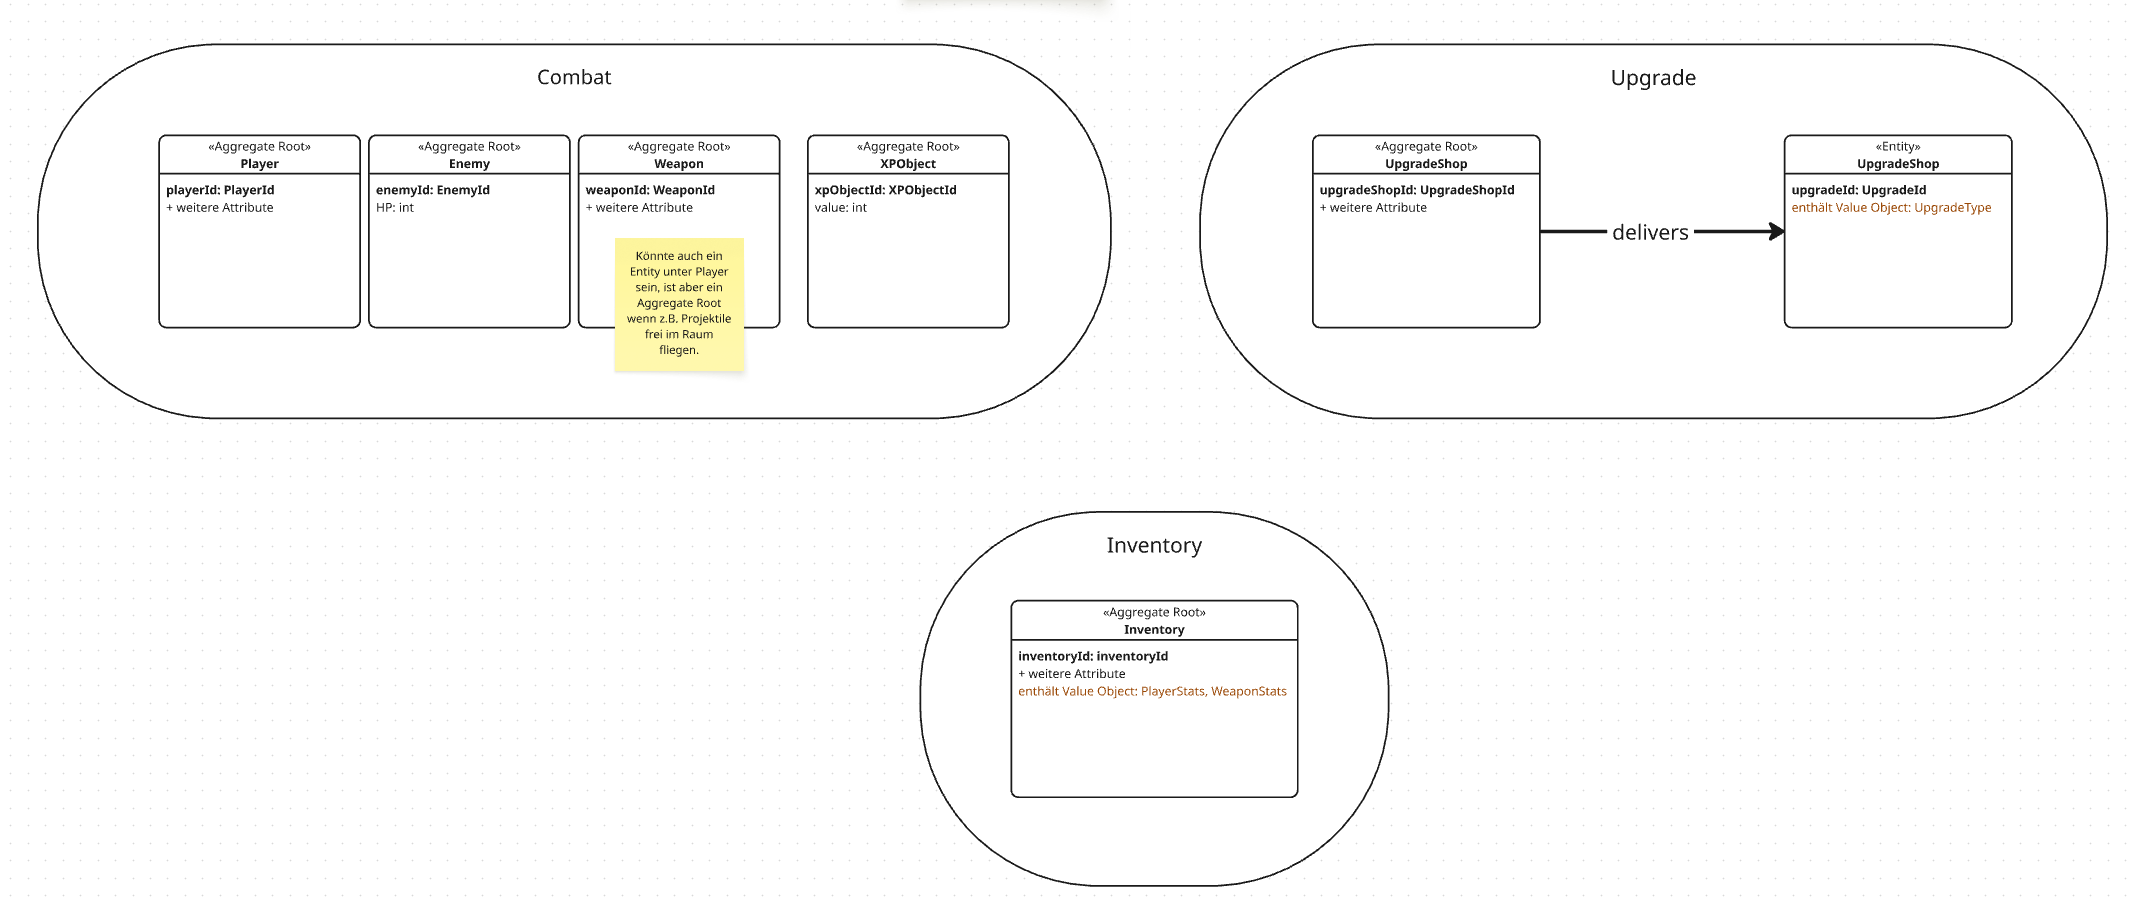 Combat
«Aggregate Root»
Player
playerId: PlayerId
+ weitere Attribute
«Aggregate Root»
Enemy
enemyId: EnemyId
HP: int
«Aggregate Root»
Weapon
weaponId: WeaponId
+ weitere Attribute
Könnte auch ein
Entity unter Player
sein, ist aber ein
Aggregate Root
wenn z.B. Projektile
frei im Raum
fliegen.
«Aggregate Root»
XPObject
xpObjectId: XPObjectId
value: int
Upgrade
«Aggregate Root»
UpgradeShop
upgradeShopId: UpgradeShopId
+ weitere Attribute
delivers
«Entity»
UpgradeShop
upgradeId: UpgradeId
enthält Value Object: UpgradeType
Inventory
«Aggregate Root»
Inventory
inventoryId: inventoryId
+ weitere Attribute
enthält Value Object: PlayerStats, WeaponStats